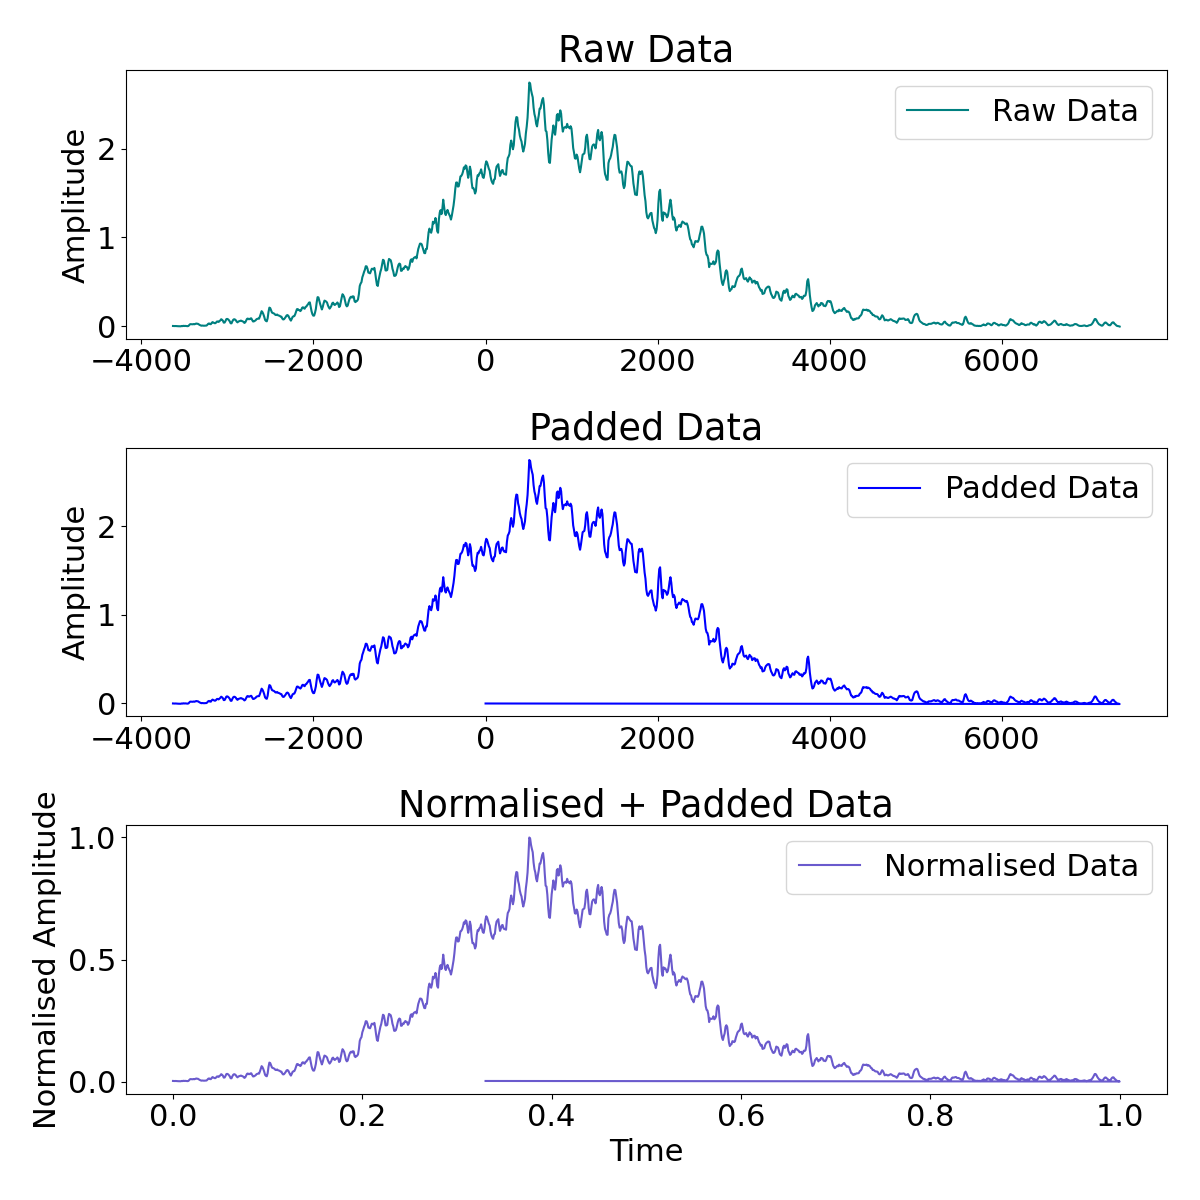 Raw Data
Amplitude
Raw Data
2
1
0
−4000 −2000 0 2000 4000 6000
Padded Data
Amplitude
Padded Data
2
1
0
−4000 −2000 0 2000 4000 6000
Normalised + Padded Data
Normalised Amplitude
Normalised Data
1.0
0.5
0.0
0.0 0.2 0.4 0.6 0.8 1.0
Time